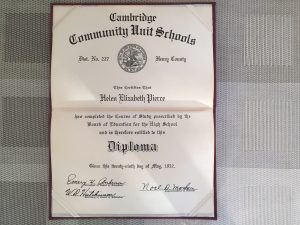 Cambridge
Community Unit Schools
Dist. No. 227
Henry County
This Certifies That
Helen Elizabeth Pierce
has completed the Course of Study prescribed by the
Board of Education for the High School
and is therefore entitled to this
Diploma
Given this twenty-ninth day of May, 1952.